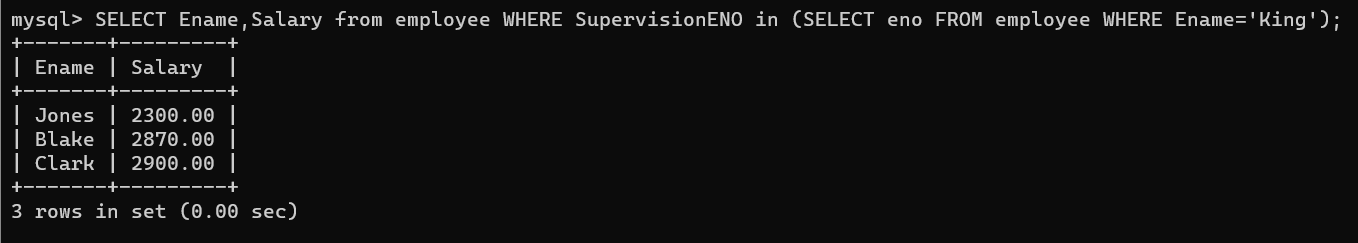 mysql> SELECT Ename,Salary from employee WHERE SupervisionENO in (SELECT eno FROM employee WHERE Ename='King');
+-------+---------+
| Ename | Salary  |
+-------+---------+
| Jones | 2300.00 |
| Blake | 2870.00 |
| Clark | 2900.00 |
+-------+---------+
3 rows in set (0.00 sec)